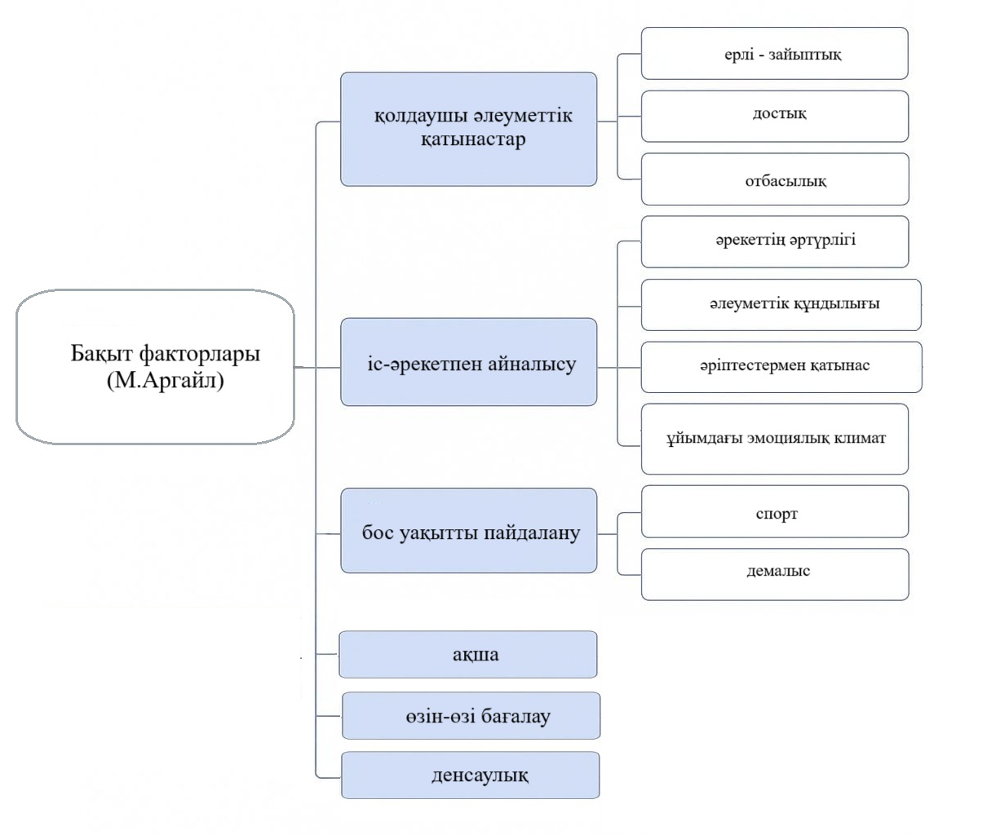 Бақыт факторлары
(М.Аргайл)
қолдаушы әлеуметтік
қатынастар
ерлі - зайыптық
достық
отбасылық
іс-әрекетпен айналысу
әрекеттің әртүрлігі
әлеуметтік құндылығы
әріптестермен қатынас
ұйымдағы эмоциялық климат
бос уақытты пайдалану
спорт
демалыс
ақша
өзін-өзі бағалау
денсаулық